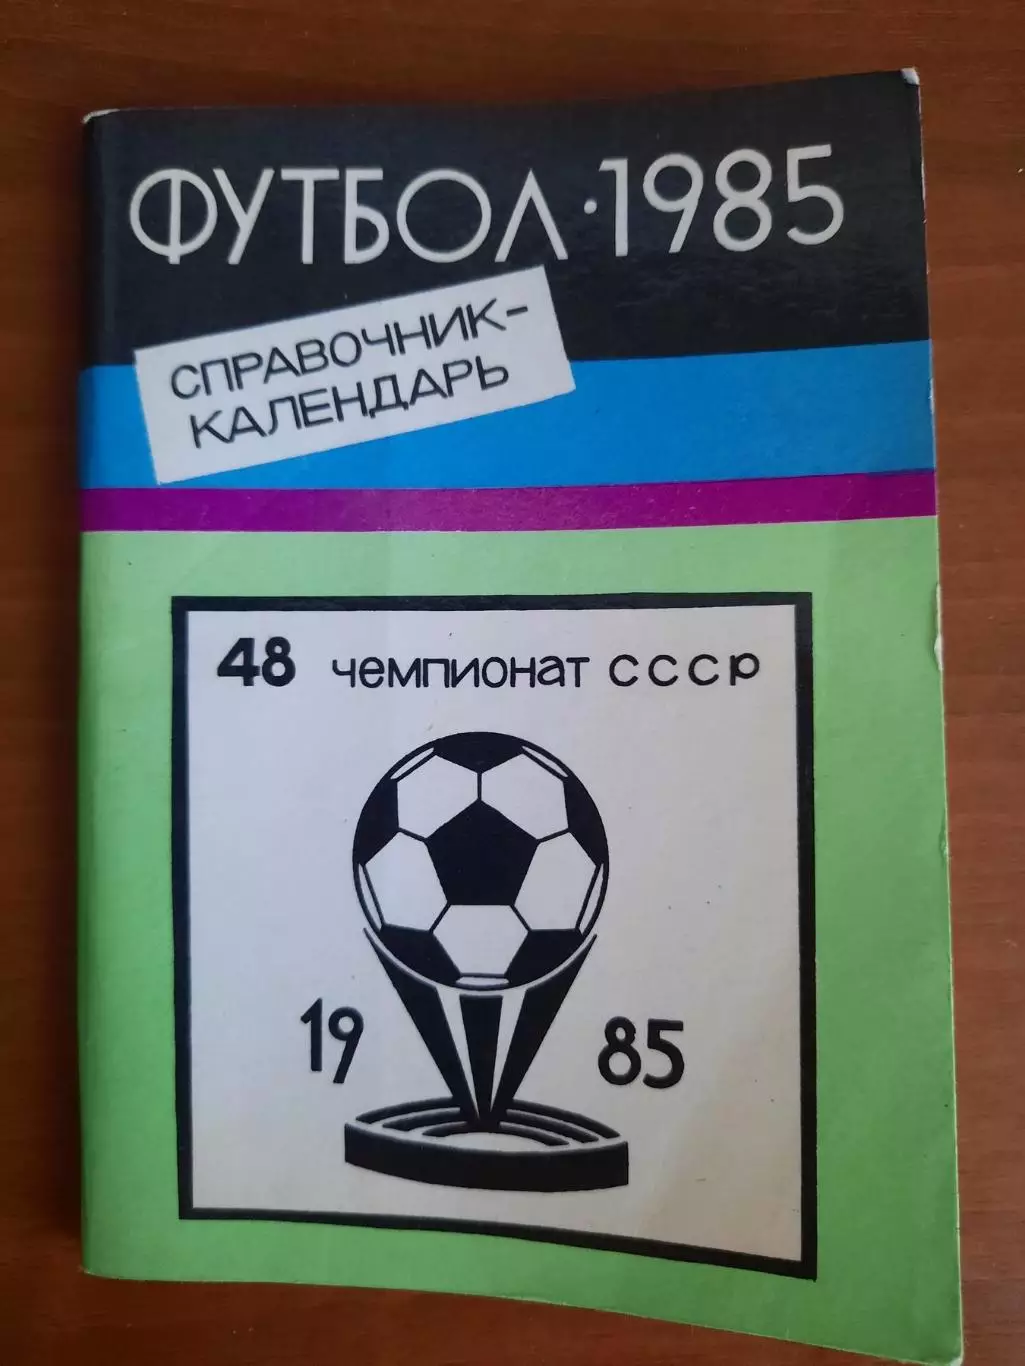 ФУТБОЛ·1985
СПРАВОЧНИК-
КАЛЕНДАРЬ
48 чемпионат СССР
19 85